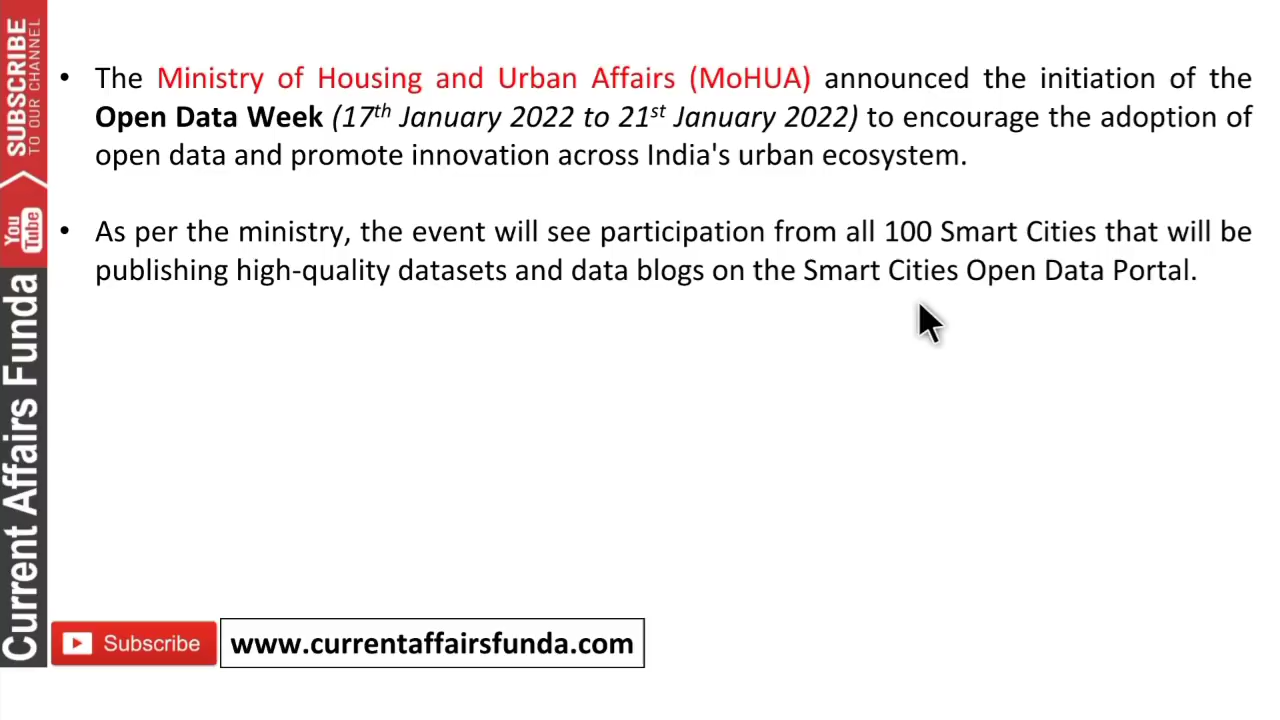 SUBSCRIBE
TO OUR CHANNEL
You
Tube
Current Affairs Funda
• The Ministry of Housing and Urban Affairs (MoHUA) announced the initiation of the
Open Data Week (17th January 2022 to 21st January 2022) to encourage the adoption of
open data and promote innovation across India's urban ecosystem.
• As per the ministry, the event will see participation from all 100 Smart Cities that will be
publishing high-quality datasets and data blogs on the Smart Cities Open Data Portal.
Subscribe
www.currentaffairsfunda.com